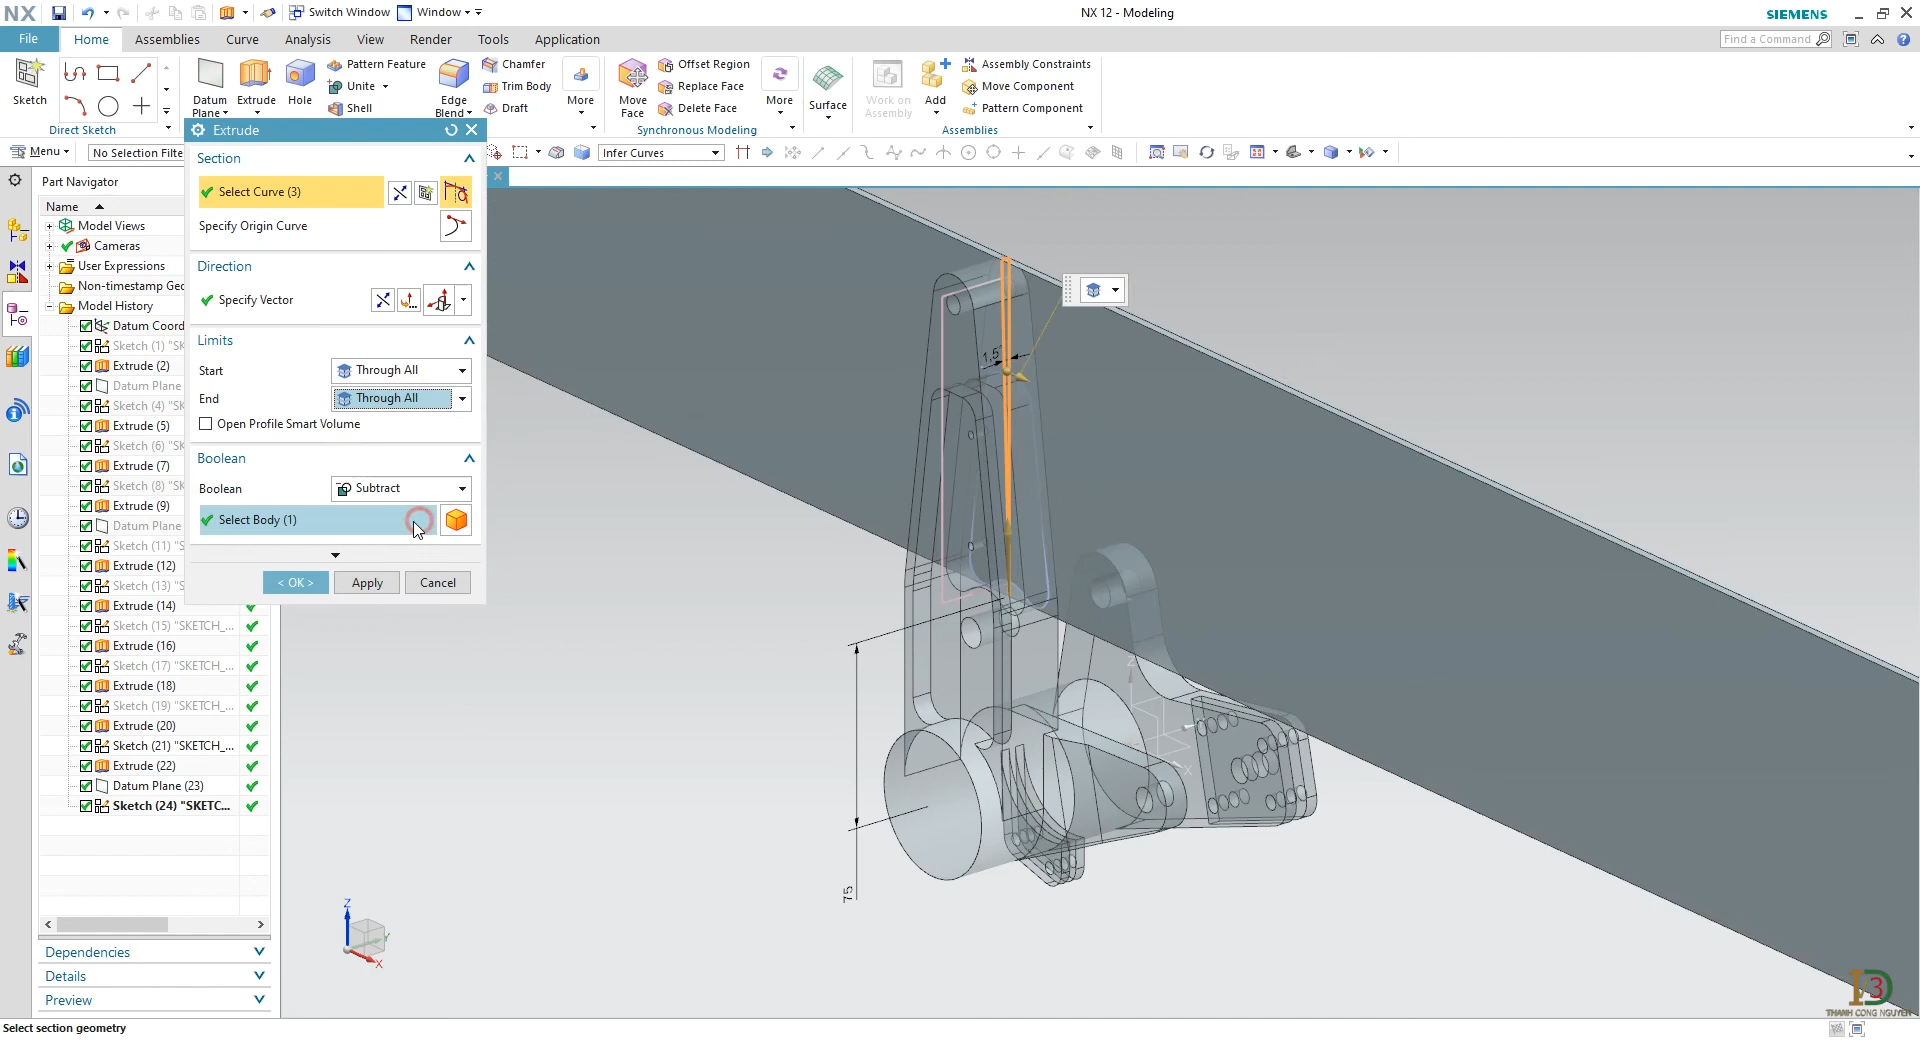 NX
Switch Window
Window
NX 12 - Modeling
SIEMENS
File
Home
Assemblies
Curve
Analysis
View
Render
Tools
Application
Find a Command
Sketch
Direct Sketch
Datum
Plane
Extrude
Hole
Pattern Feature
Unite
Shell
Edge
Blend
Chamfer
Trim Body
Draft
More
Move
Face
Offset Region
Replace Face
Delete Face
More
Synchronous Modeling
Surface
Work on
Assembly
Add
Assembly Constraints
Move Component
Pattern Component
Assemblies
Menu
No Selection Filte
Infer Curves
Extrude
Section
Select Curve (3)
Specify Origin Curve
Direction
Specify Vector
Limits
Start
Through All
End
Through All
Open Profile Smart Volume
Boolean
Boolean
Subtract
Select Body (1)
< OK >
Apply
Cancel
Part Navigator
Name
Model Views
Cameras
User Expressions
Non-timestamp Geo
Model History
Datum Coord
Sketch (1) "SK
Extrude (2)
Datum Plane
Sketch (4) "SK
Extrude (5)
Sketch (6) "SK
Extrude (7)
Sketch (8) "SK
Extrude (9)
Datum Plane
Sketch (11) "S
Extrude (12)
Sketch (13) "S
Extrude (14)
Sketch (15) "SKETCH_...
Extrude (16)
Sketch (17) "SKETCH_...
Extrude (18)
Sketch (19) "SKETCH_...
Extrude (20)
Sketch (21) "SKETCH_...
Extrude (22)
Datum Plane (23)
Sketch (24) "SKETC...
Dependencies
Details
Preview
Select section geometry
1,5
75
Z
X
Z
Y
X
3
THANH CONG NGUYEN